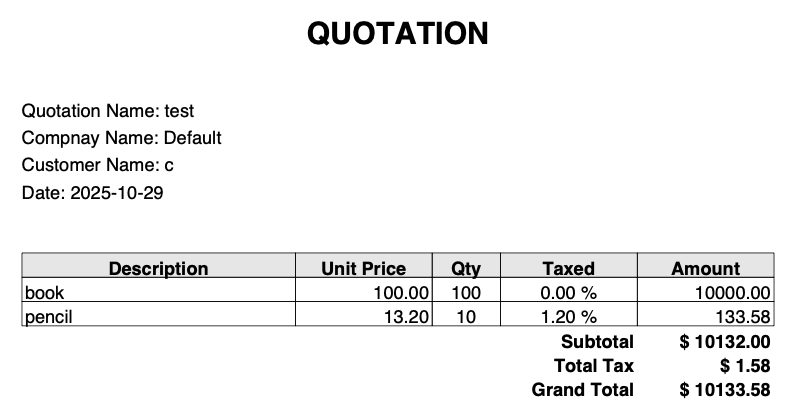 QUOTATION
Quotation Name: test
Compnay Name: Default
Customer Name: c
Date: 2025-10-29
Description Unit Price Qty Taxed Amount
book 100.00 100 0.00 % 10000.00
pencil 13.20 10 1.20 % 133.58
Subtotal $ 10132.00
Total Tax $ 1.58
Grand Total $ 10133.58